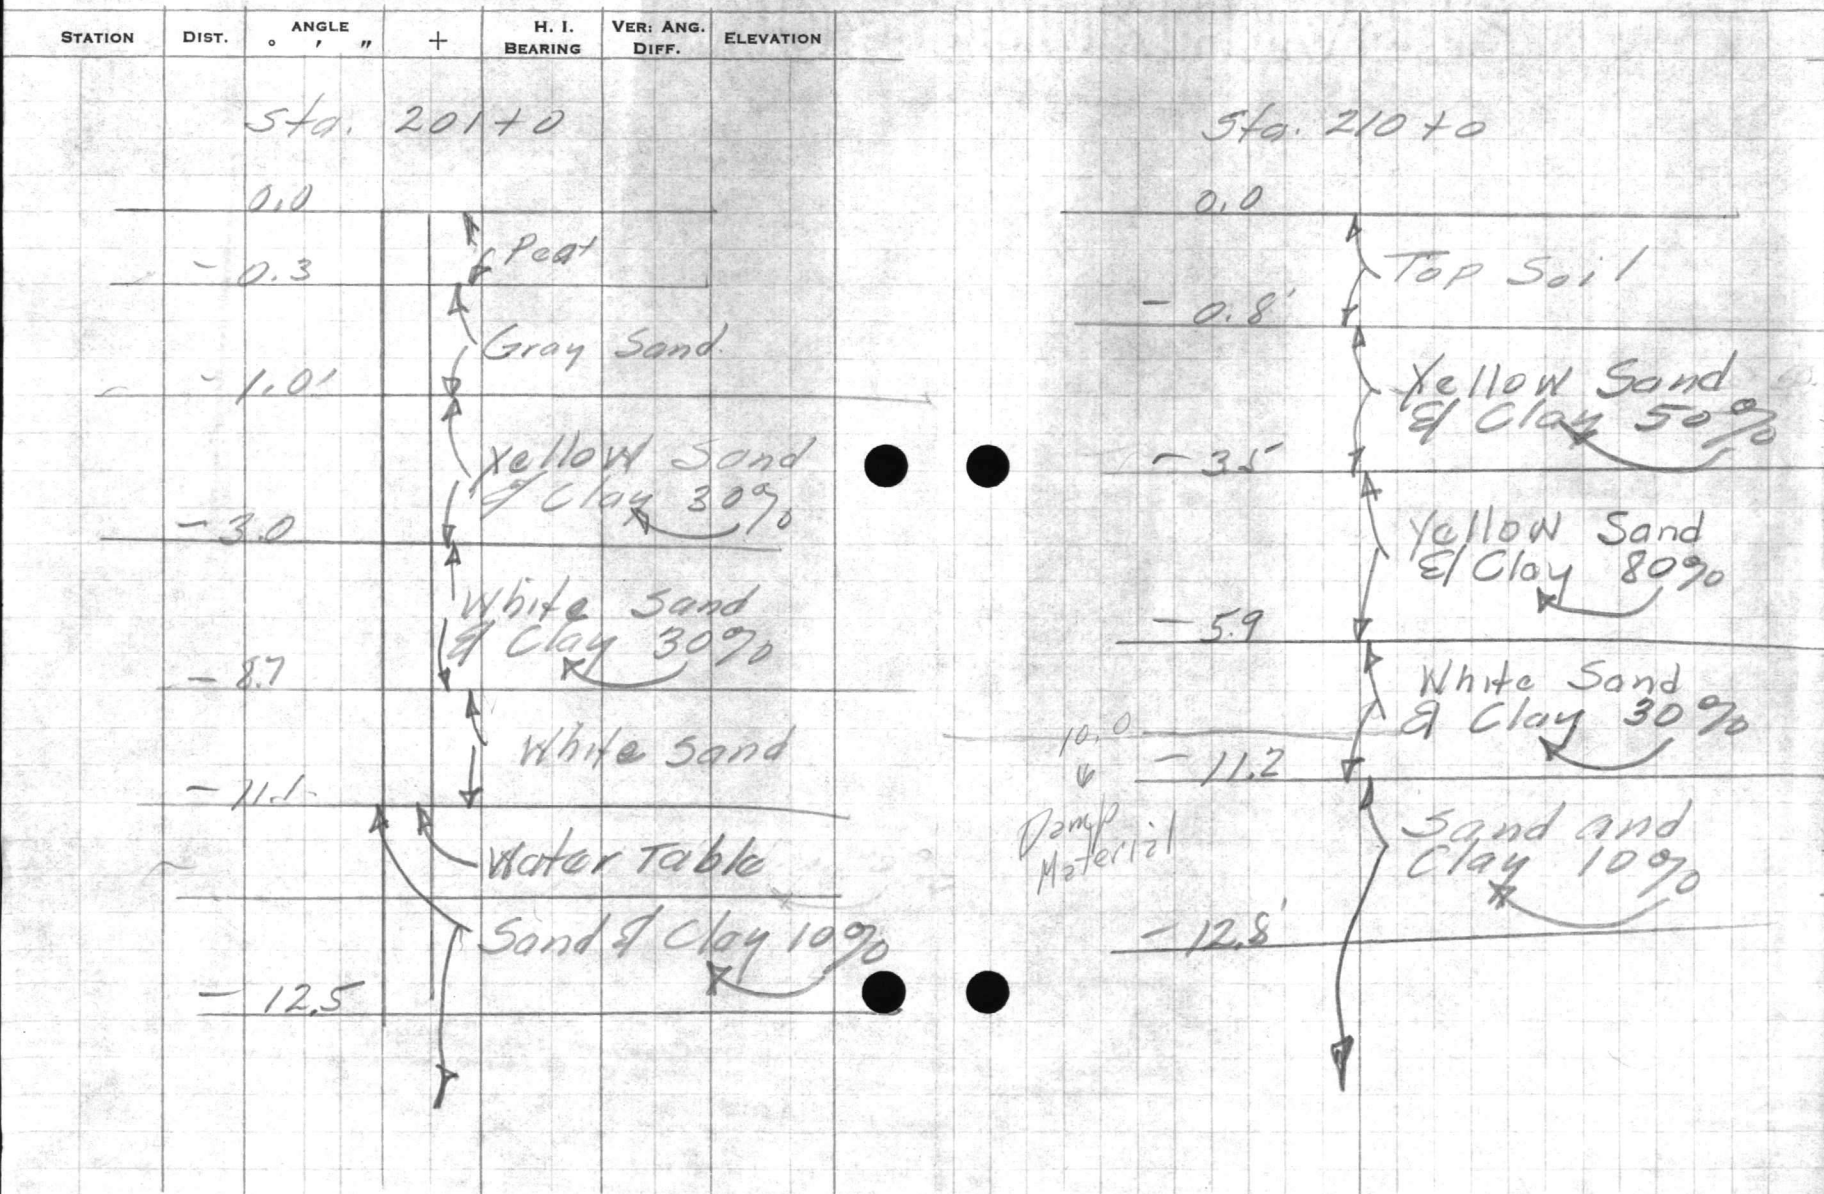 STATION DIST. ANGLE ° ' " + H. I. BEARING VER: ANG. DIFF. ELEVATION
Sta. 201+0
0.0
Peat
- 0.3
Gray Sand
- 1.0'
Yellow Sand
& Clay 30%
- 3.0
White Sand
& Clay 30%
- 8.7
White Sand
- 11.1
Water Table
Sand & Clay 10%
- 12.5
Sta. 210+0
0.0
Top Soil
- 0.8'
Yellow Sand
& Clay 50%
- 3.5
Yellow Sand
& Clay 80%
- 5.9
White Sand
& Clay 30%
10.0
- 11.2
Damp
Material
Sand and
Clay 10%
- 12.8'